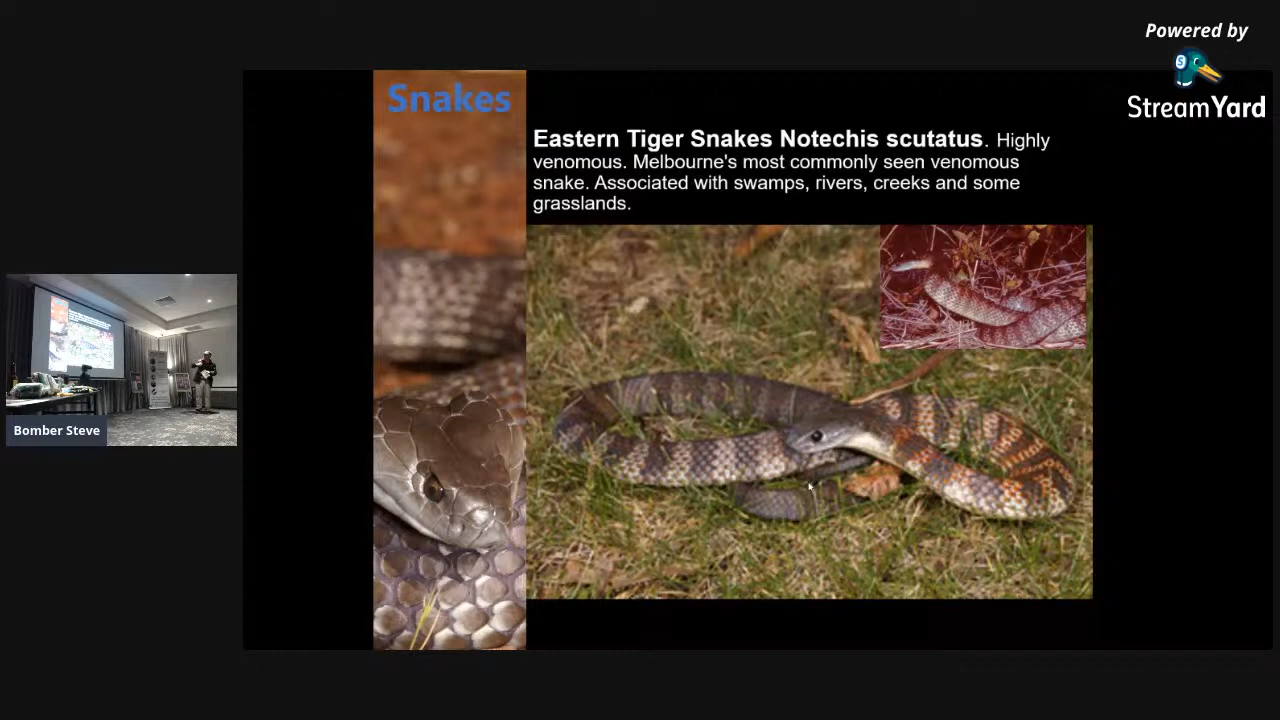 Powered by
StreamYard
Snakes
Eastern Tiger Snakes Notechis scutatus. Highly
venomous. Melbourne's most commonly seen venomous
snake. Associated with swamps, rivers, creeks and some
grasslands.
Bomber Steve